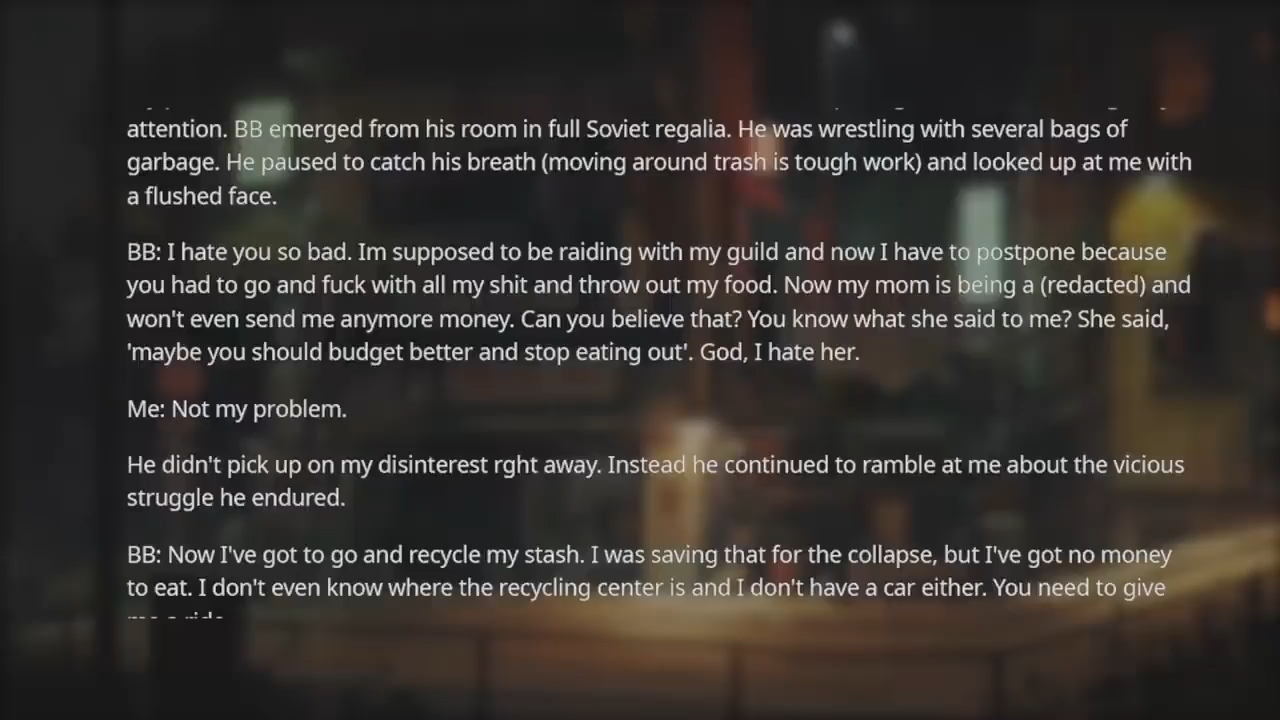 attention. BB emerged from his room in full Soviet regalia. He was wrestling with several bags of
garbage. He paused to catch his breath (moving around trash is tough work) and looked up at me with
a flushed face.
BB: I hate you so bad. Im supposed to be raiding with my guild and now I have to postpone because
you had to go and fuck with all my shit and throw out my food. Now my mom is being a (redacted) and
won't even send me anymore money. Can you believe that? You know what she said to me? She said,
'maybe you should budget better and stop eating out'. God, I hate her.
Me: Not my problem.
He didn't pick up on my disinterest rght away. Instead he continued to ramble at me about the vicious
struggle he endured.
BB: Now I've got to go and recycle my stash. I was saving that for the collapse, but I've got no money
to eat. I don't even know where the recycling center is and I don't have a car either. You need to give
me a ride